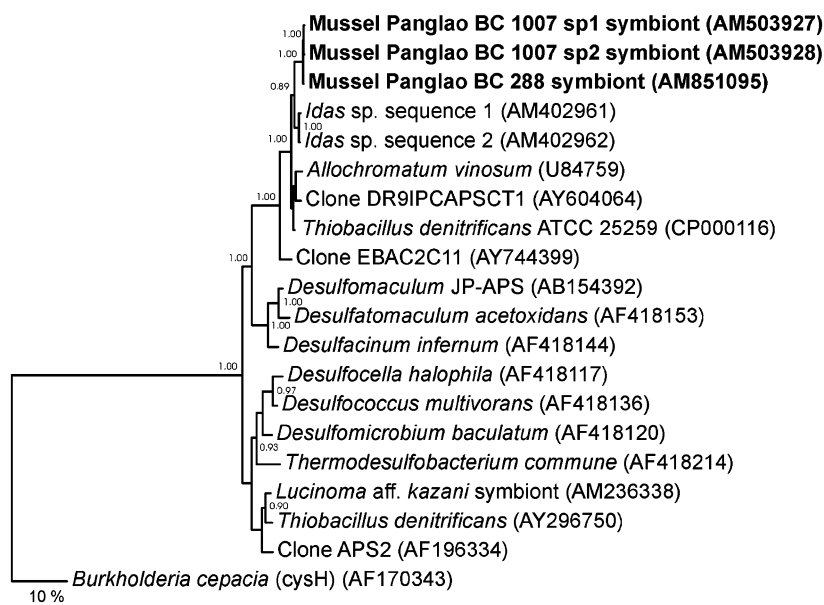 Mussel Panglao BC 1007 sp1 symbiont (AM503927)
1.00
Mussel Panglao BC 1007 sp2 symbiont (AM503928)
1.00
Mussel Panglao BC 288 symbiont (AM851095)
0.89
Idas sp. sequence 1 (AM402961)
1.00
Idas sp. sequence 2 (AM402962)
1.00
Allochromatum vinosum (U84759)
1.00
Clone DR9IPCAPSCT1 (AY604064)
Thiobacillus denitrificans ATCC 25259 (CP000116)
1.00
Clone EBAC2C11 (AY744399)
Desulfomaculum JP-APS (AB154392)
1.00
Desulfatomaculum acetoxidans (AF418153)
1.00
Desulfacinum infernum (AF418144)
1.00
Desulfocella halophila (AF418117)
0.97
Desulfococcus multivorans (AF418136)
Desulfomicrobium baculatum (AF418120)
0.93
Thermodesulfobacterium commune (AF418214)
Lucinoma aff. kazani symbiont (AM236338)
0.90
Thiobacillus denitrificans (AY296750)
Clone APS2 (AF196334)
Burkholderia cepacia (cysH) (AF170343)
10 %